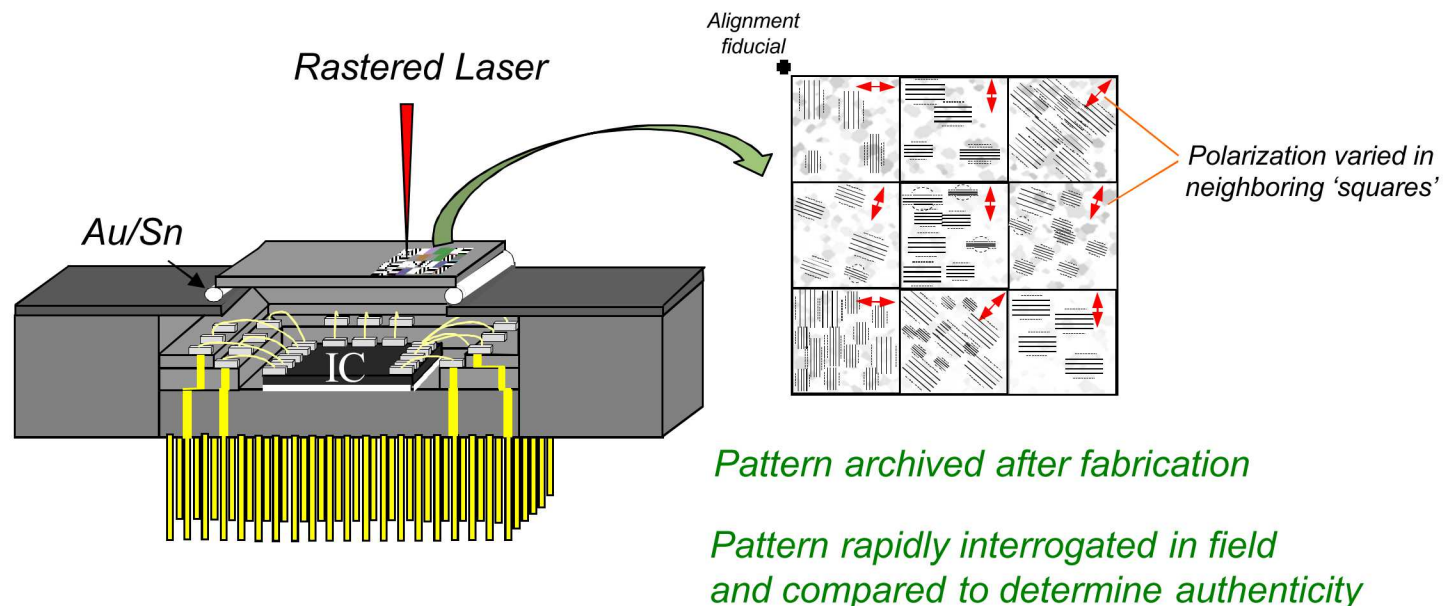 Alignment
fiducial
Rastered Laser
Polarization varied in
neighboring ‘squares’
Au/Sn
IC
Pattern archived after fabrication
Pattern rapidly interrogated in field
and compared to determine authenticity